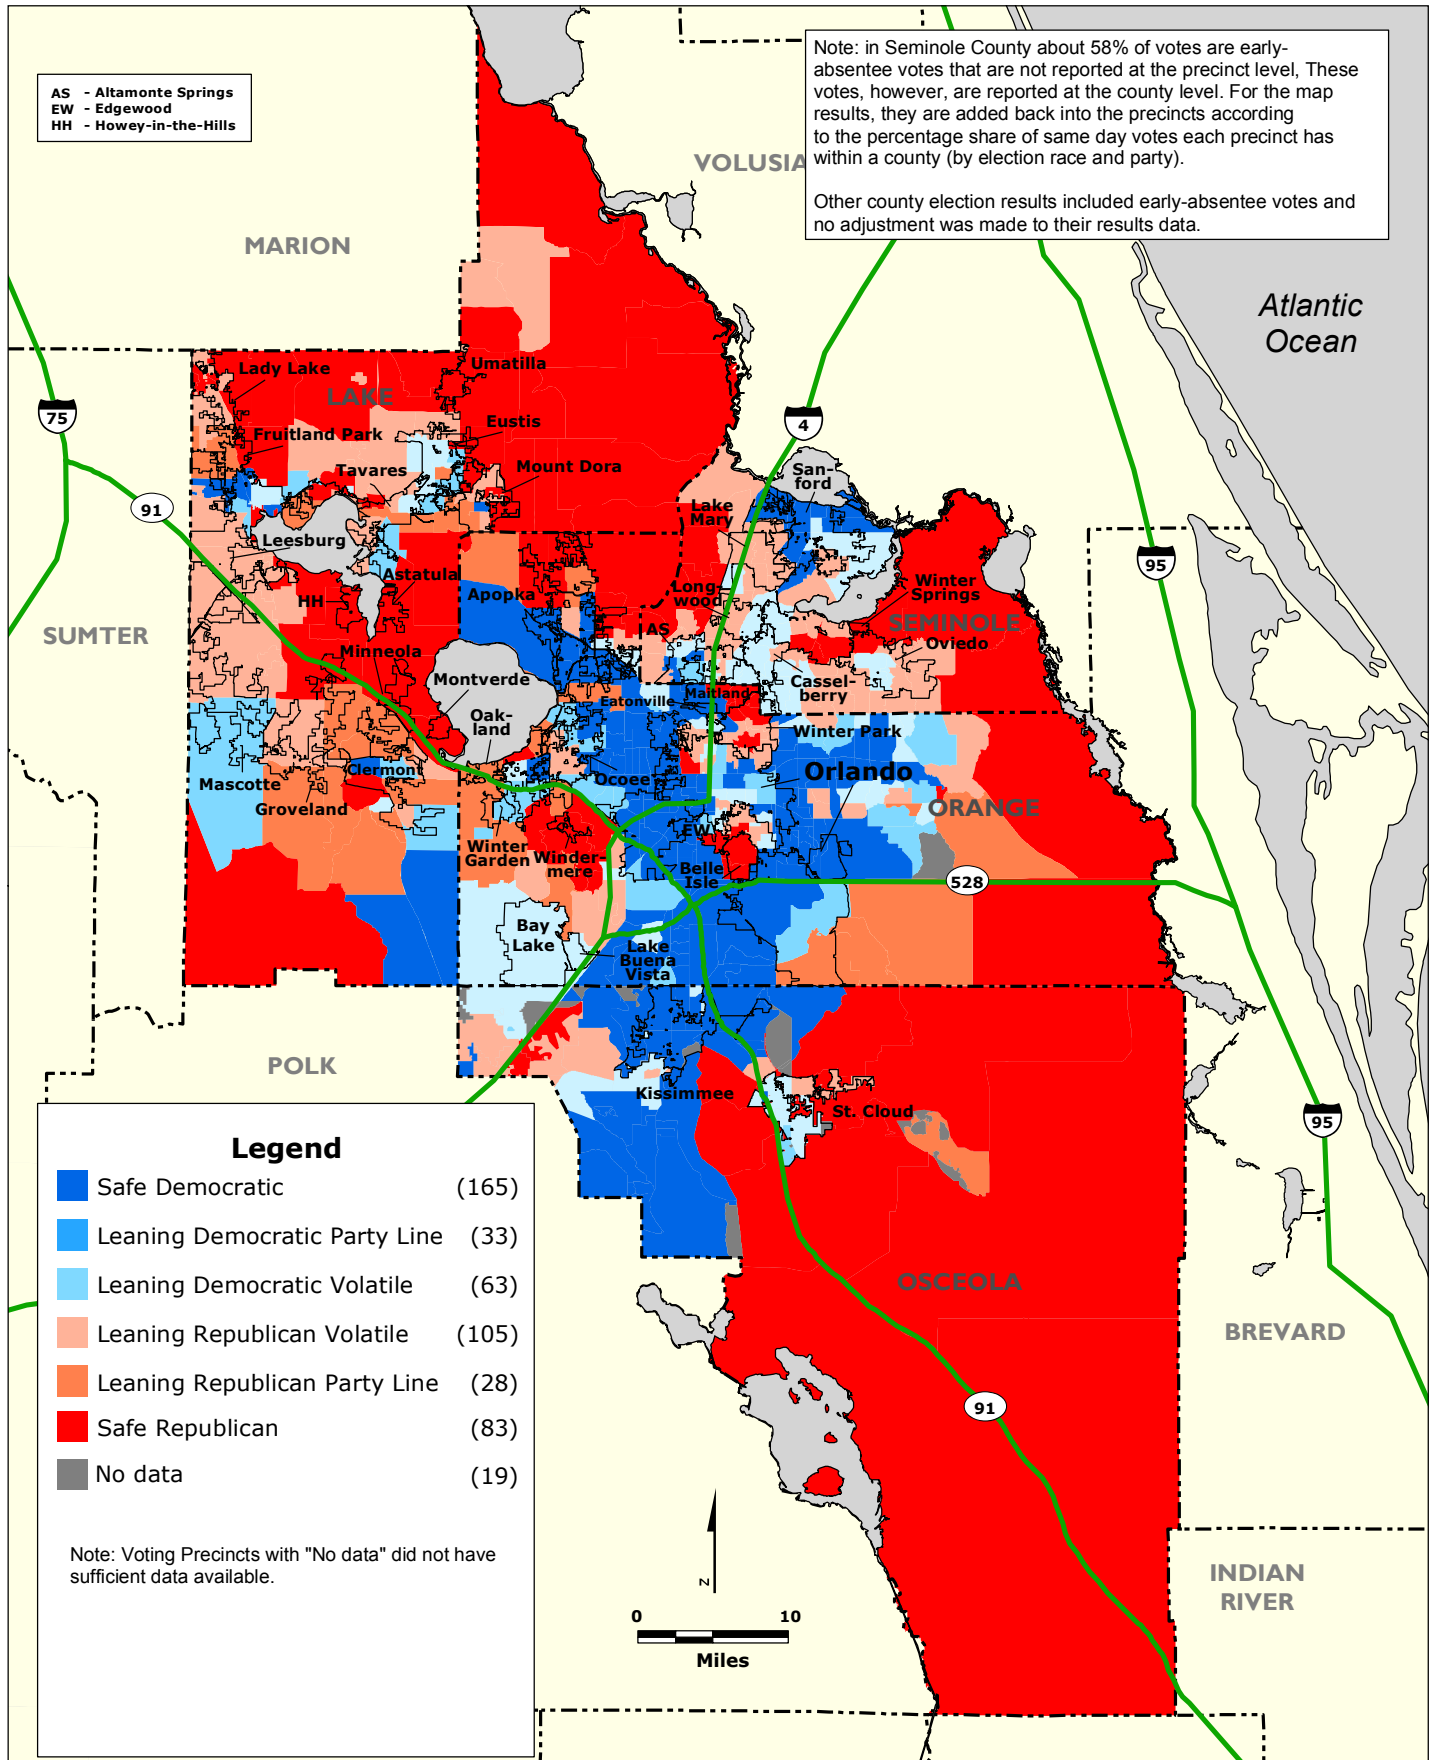 Note: in Seminole County about 58% of votes are early-
absentee votes that are not reported at the precinct level, These
votes, however, are reported at the county level. For the map
results, they are added back into the precincts according
to the percentage share of same day votes each precinct has
within a county (by election race and party).
Other county election results included early-absentee votes and
no adjustment was made to their results data.
AS - Altamonte Springs
EW - Edgewood
HH - Howey-in-the-Hills
VOLUSIA
MARION
Atlantic
Ocean
Umatilla
Lady Lake
LAKE
75
4
Eustis
Fruitland Park
Mount Dora
Tavares
San-
ford
91
Lake
Mary
Leesburg
95
Astatula
Apopka
Long-
wood
Winter
Springs
HH
AS
SEMINOLE
SUMTER
Oviedo
Minneola
Montverde
Cassel-
berry
Maitland
Eatonville
Oak-
land
Winter Park
Clermont
Ocoee
Orlando
Mascotte
Groveland
ORANGE
EW
Winter
Garden
Winder-
mere
Belle
Isle
528
Bay
Lake
Lake
Buena
Vista
POLK
Kissimmee
St. Cloud
95
OSCEOLA
BREVARD
91
INDIAN
RIVER
Legend
Safe Democratic (165)
Leaning Democratic Party Line (33)
Leaning Democratic Volatile (63)
Leaning Republican Volatile (105)
Leaning Republican Party Line (28)
Safe Republican (83)
No data (19)
Note: Voting Precincts with "No data" did not have
sufficient data available.
N
0 10
Miles